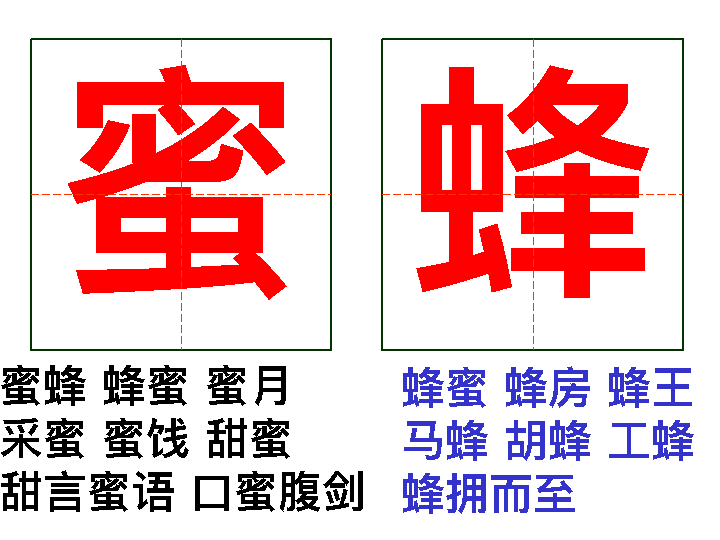 蜜
蜜蜂 蜂蜜 蜜月
采蜜 蜜饯 甜蜜
甜言蜜语 口蜜腹剑
蜂
蜂蜜 蜂房 蜂王
马蜂 胡蜂 工蜂
蜂拥而至